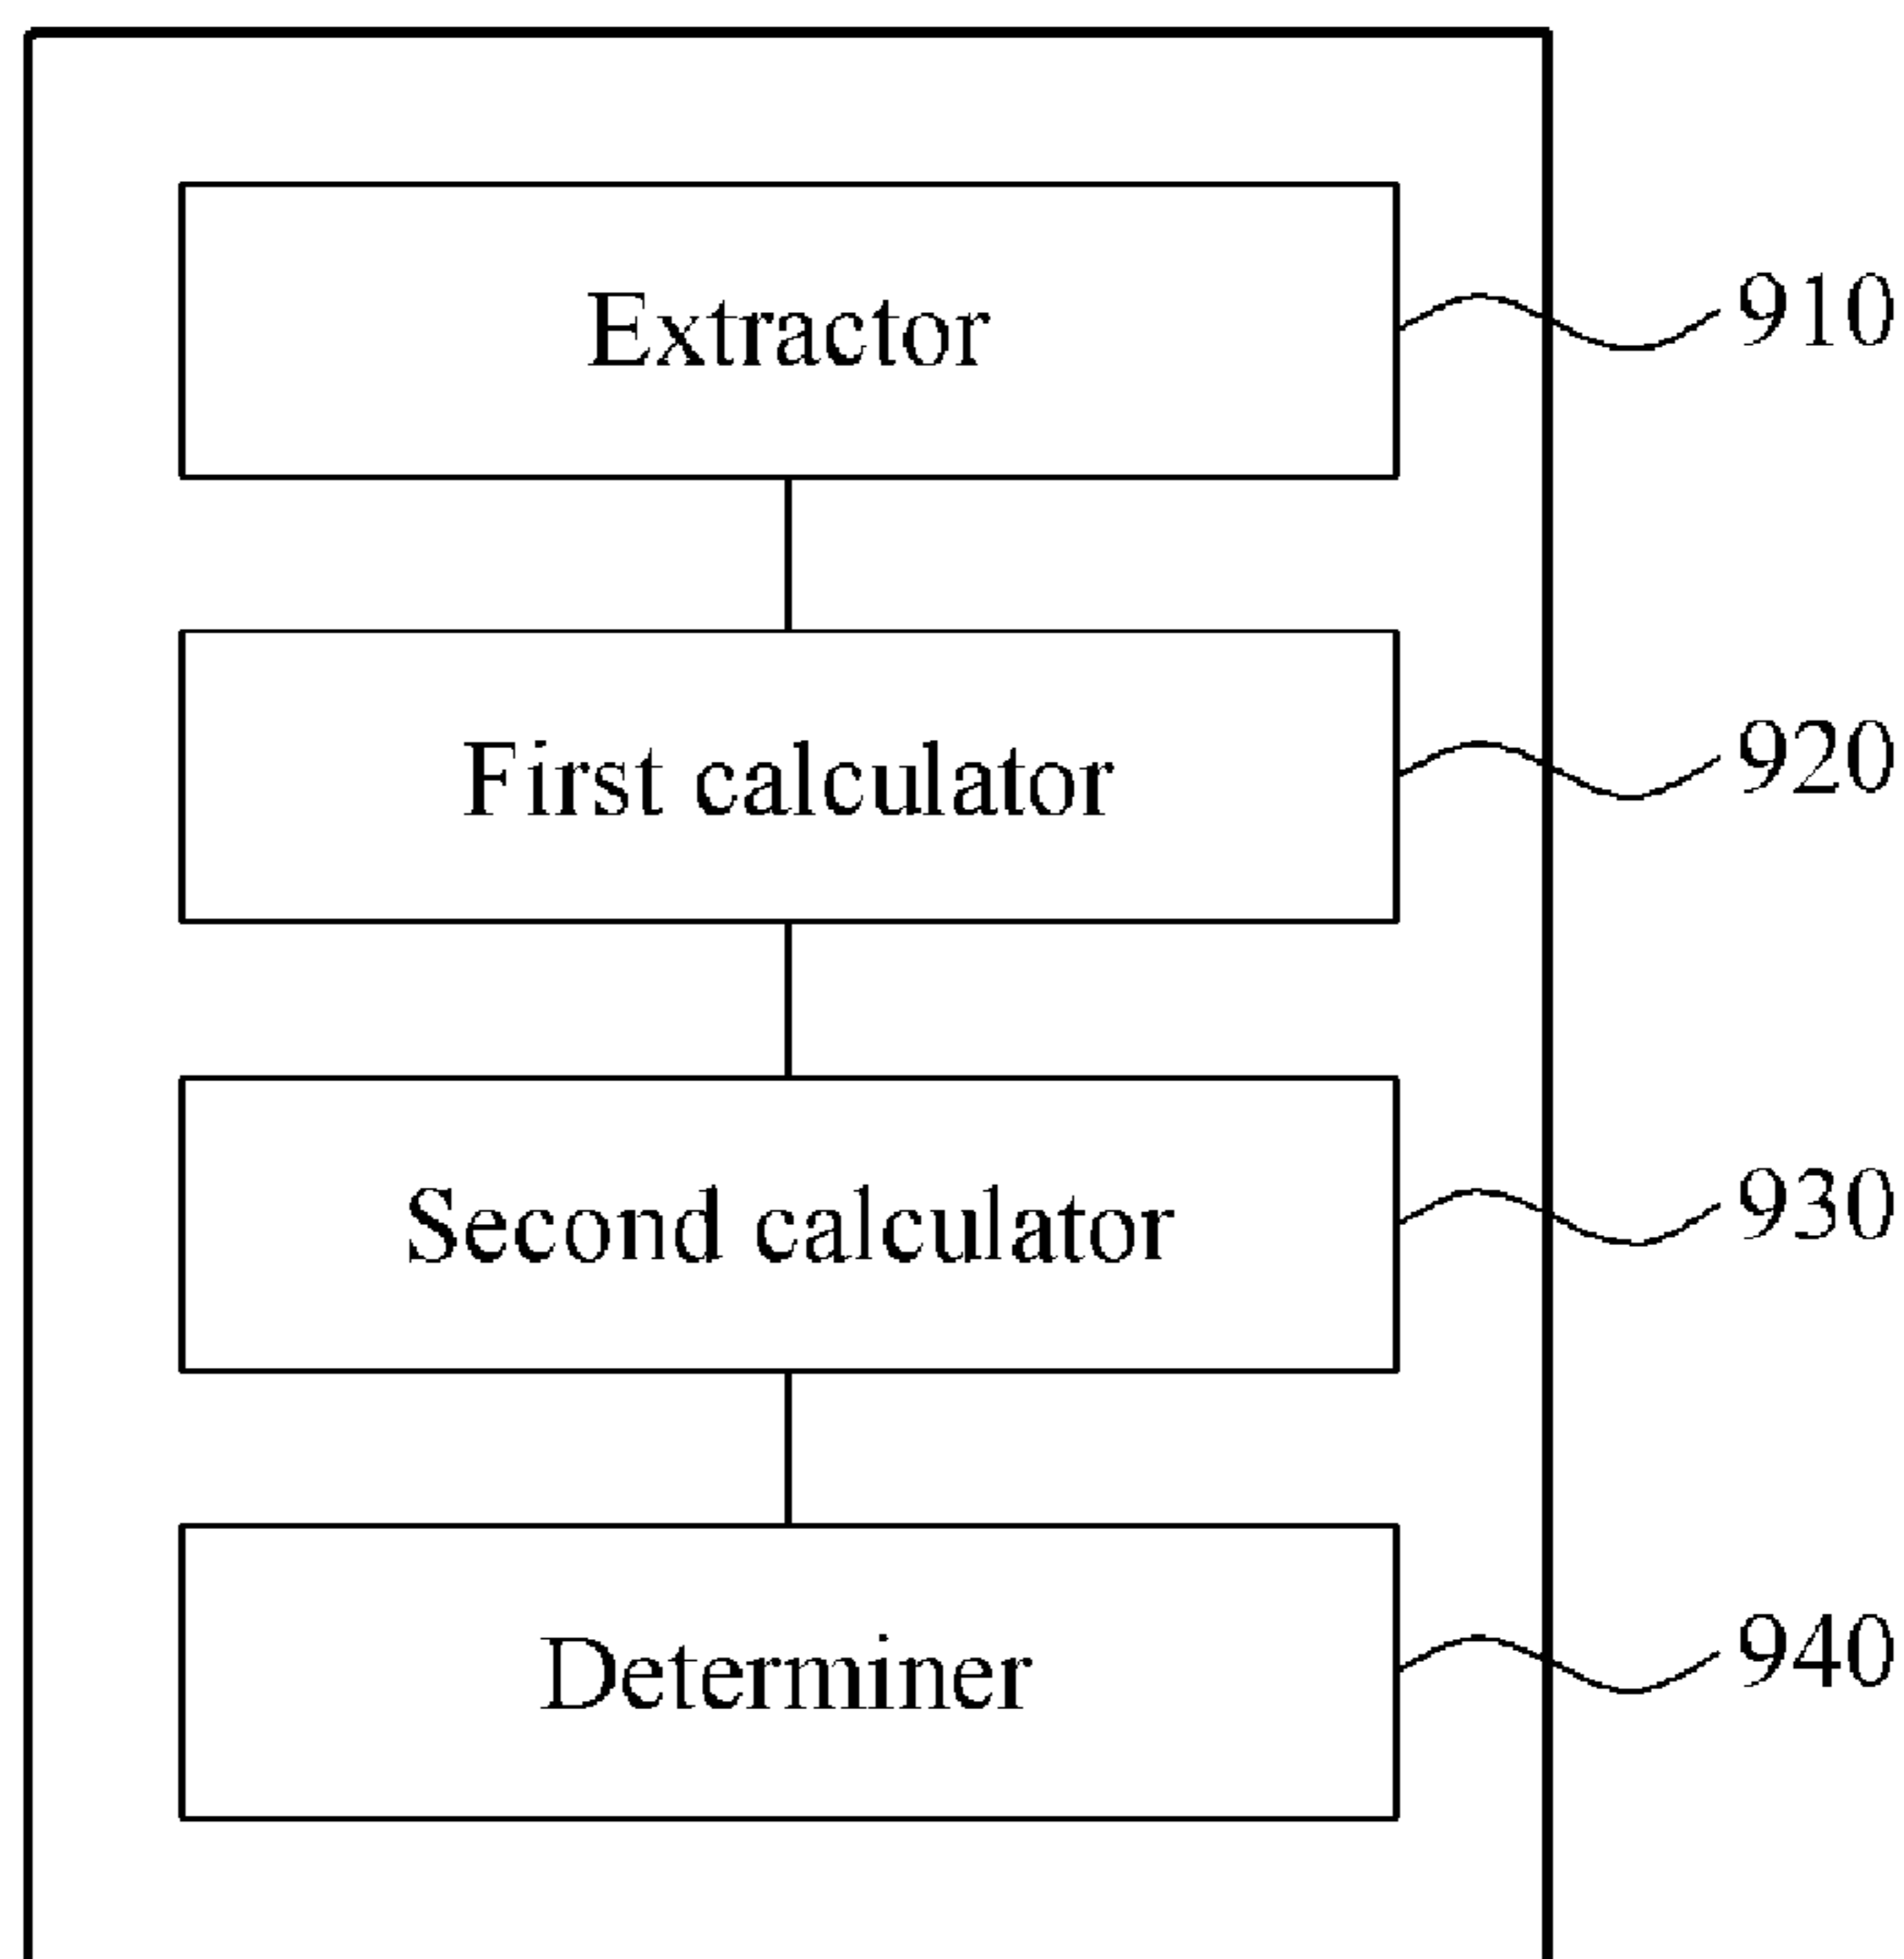 Extractor
910
First calculator
920
Second calculator
930
Determiner
940